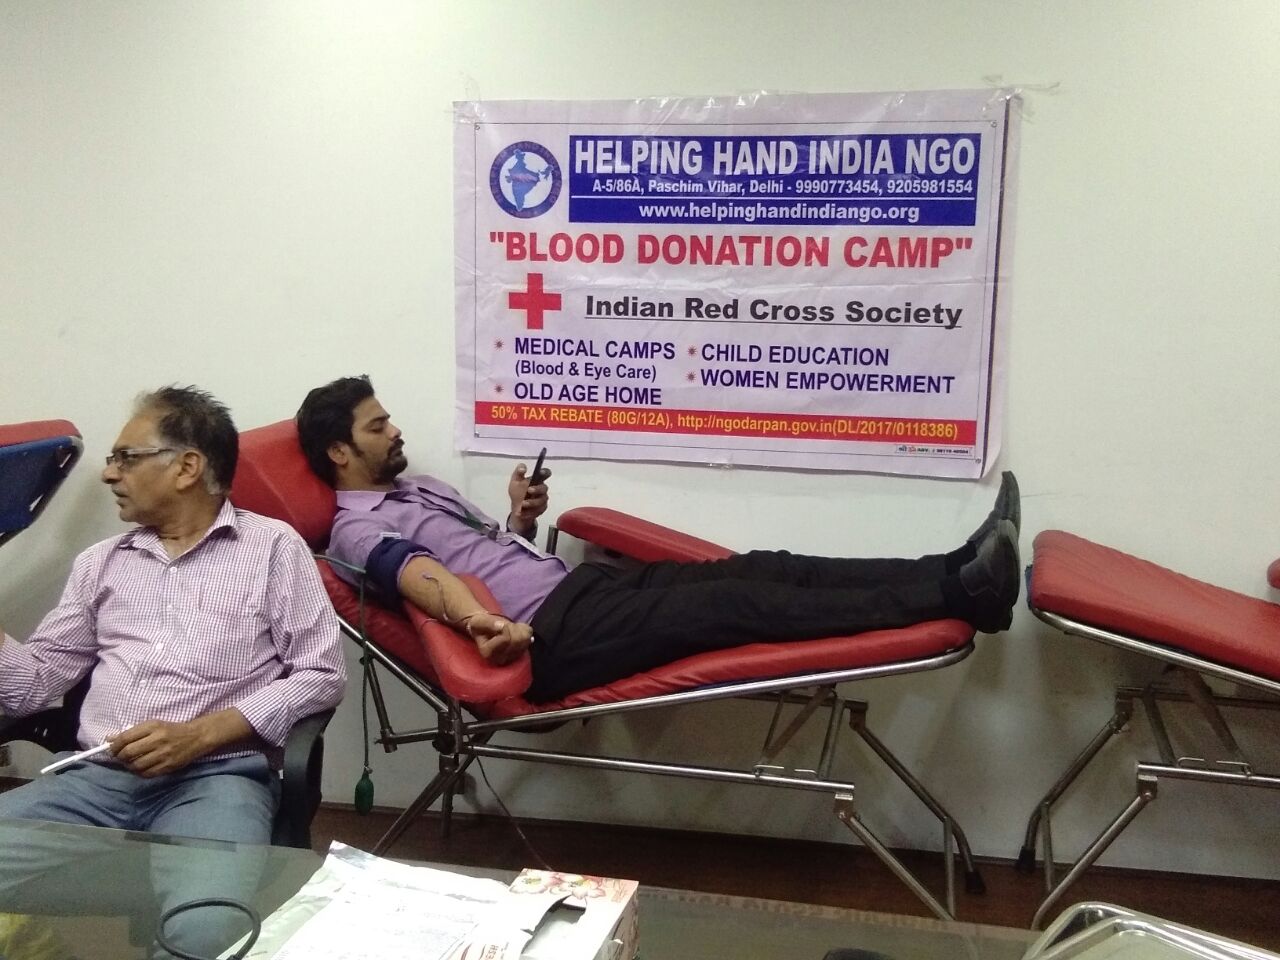 HELPING HAND INDIA NGO
A-5/86A, Paschim Vihar, Delhi - 9990773454, 9205981554
www.helpinghandindiango.org
"BLOOD DONATION CAMP"
Indian Red Cross Society
MEDICAL CAMPS
(Blood & Eye Care)
OLD AGE HOME
CHILD EDUCATION
WOMEN EMPOWERMENT
50% TAX REBATE (80G/12A), http://ngodarpan.gov.in(DL/2017/0118386)